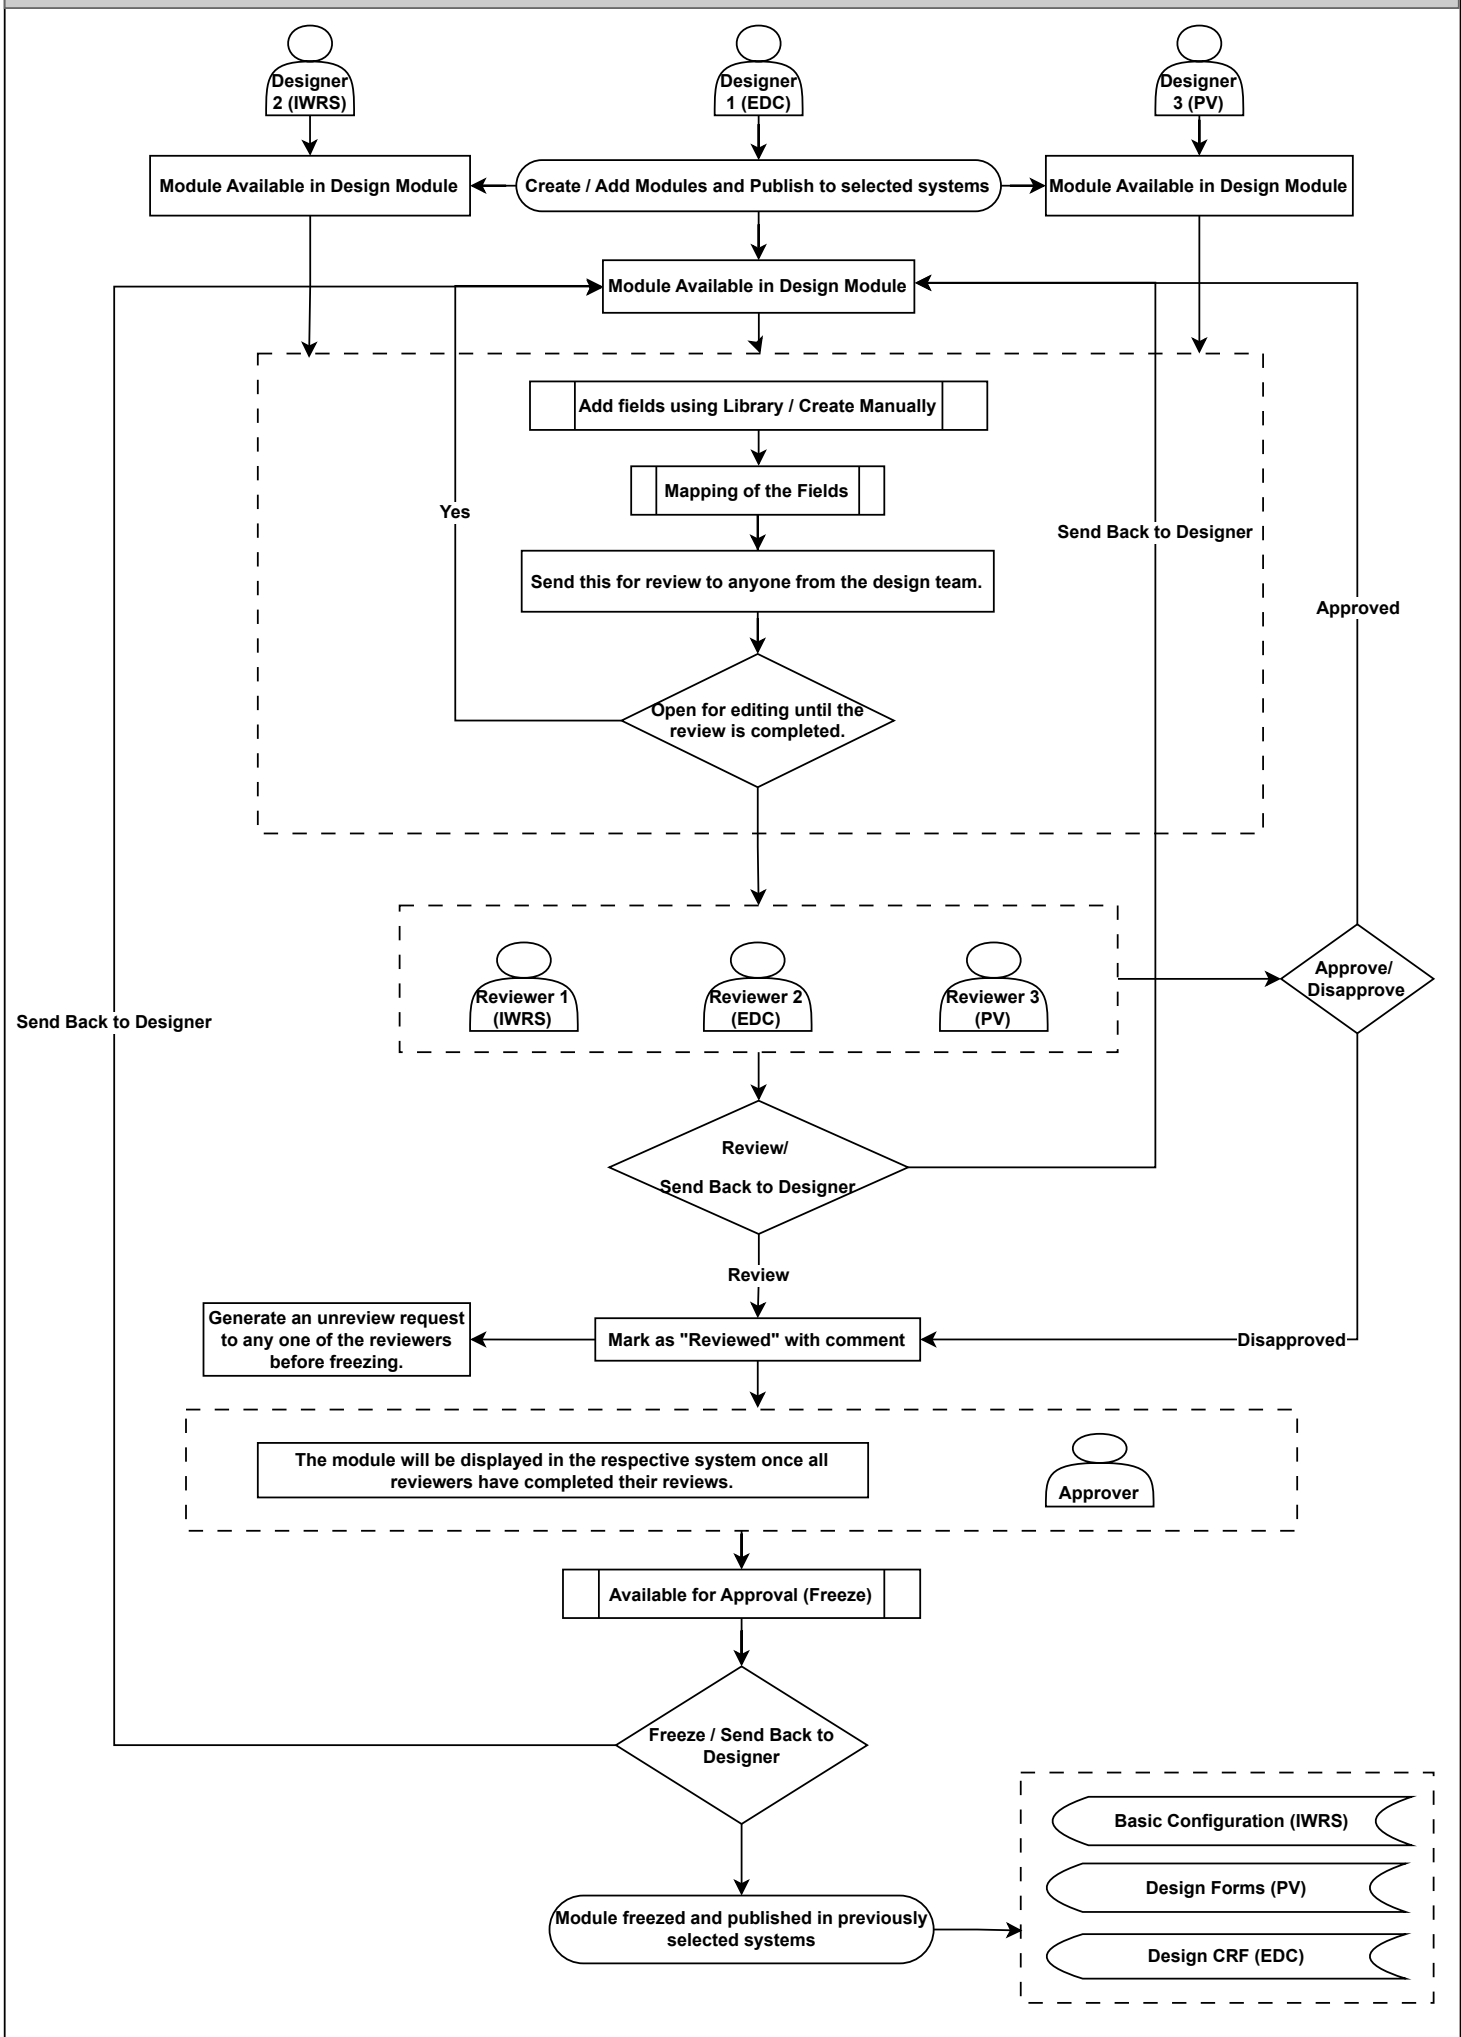 Designer
2 (IWRS)
Designer
1 (EDC)
Designer
3 (PV)
Module Available in Design Module
Create / Add Modules and Publish to selected systems
Module Available in Design Module
Module Available in Design Module
Add fields using Library / Create Manually
Mapping of the Fields
Yes
Send Back to Designer
Send this for review to anyone from the design team.
Approved
Open for editing until the
review is completed.
Approve/
Disapprove
Reviewer 1
(IWRS)
Reviewer 2
(EDC)
Reviewer 3
(PV)
Send Back to Designer
Review/
Send Back to Designer
Review
Generate an unreview request
to any one of the reviewers
before freezing.
Mark as "Reviewed" with comment
Disapproved
The module will be displayed in the respective system once all
reviewers have completed their reviews.
Approver
Available for Approval (Freeze)
Freeze / Send Back to
Designer
Basic Configuration (IWRS)
Design Forms (PV)
Module freezed and published in previously
selected systems
Design CRF (EDC)